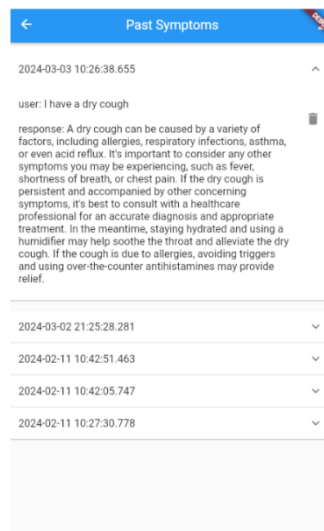 Past Symptoms
DEBUG
2024-03-03 10:26:38.655
user: I have a dry cough
response: A dry cough can be caused by a variety of
factors, including allergies, respiratory infections, asthma,
or even acid reflux. It's important to consider any other
symptoms you may be experiencing, such as fever,
shortness of breath, or chest pain. If the dry cough is
persistent and accompanied by other concerning
symptoms, it's best to consult with a healthcare
professional for an accurate diagnosis and appropriate
treatment. In the meantime, staying hydrated and using a
humidifier may help soothe the throat and alleviate the dry
cough. If the cough is due to allergies, avoiding triggers
and using over-the-counter antihistamines may provide
relief.
2024-03-02 21:25:28.281
2024-02-11 10:42:51.463
2024-02-11 10:42:05.747
2024-02-11 10:27:30.778